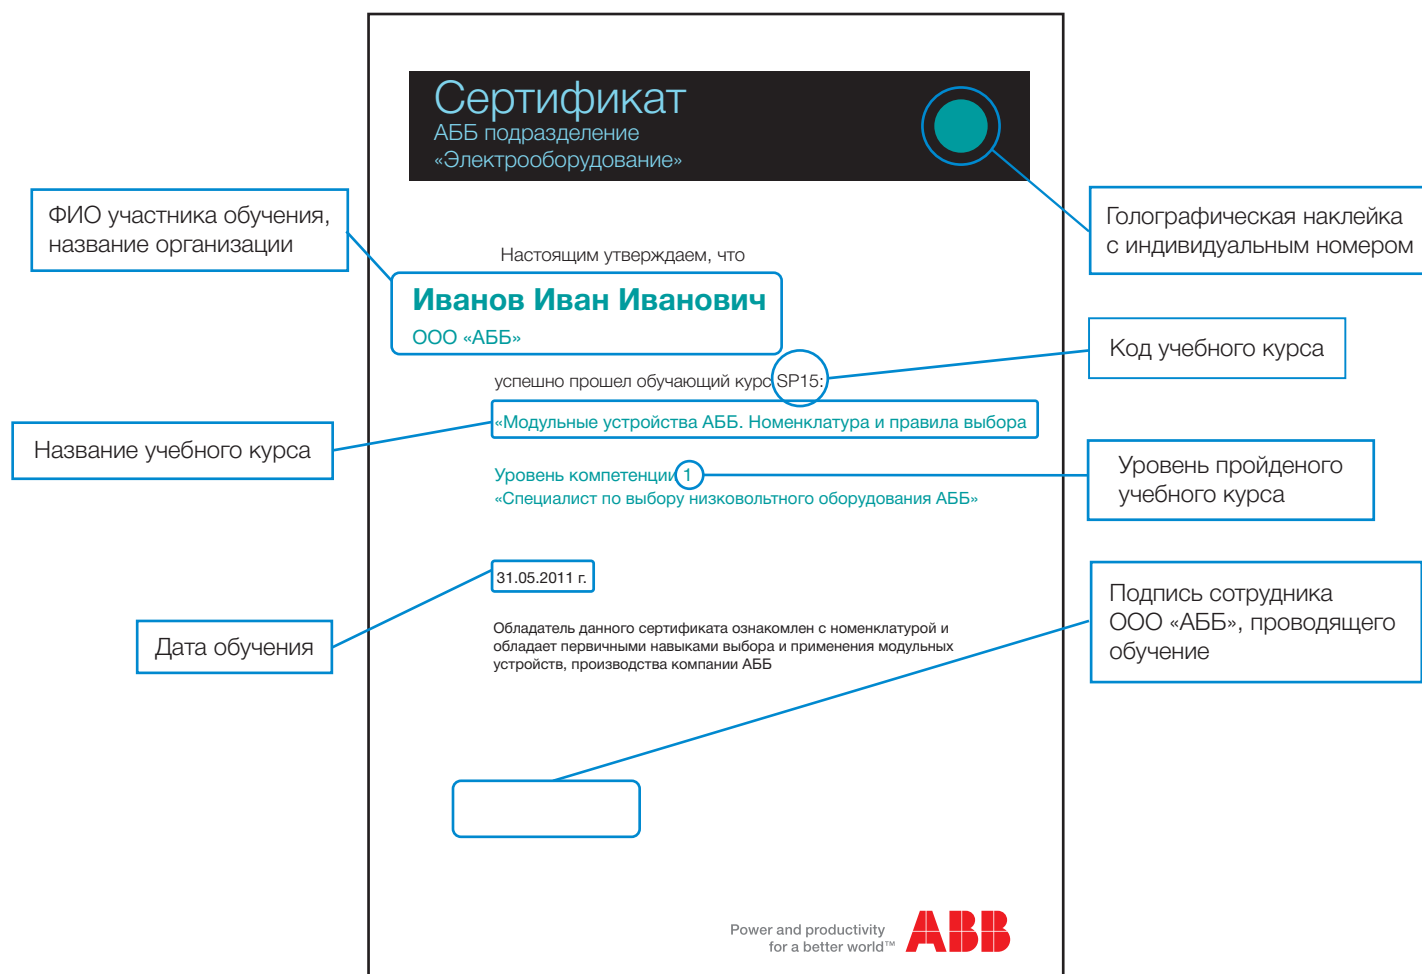 Сертификат
АББ подразделение
«Электрооборудование»
ФИО участника обучения,
название организации
Голографическая наклейка
с индивидуальным номером
Настоящим утверждаем, что
Иванов Иван Иванович
ООО «АББ»
Код учебного курса
успешно прошел обучающий курс SP15:
«Модульные устройства АББ. Номенклатура и правила выбора
Название учебного курса
Уровень компетенции 1
«Специалист по выбору низковольтного оборудования АББ»
Уровень пройденого
учебного курса
31.05.2011 г.
Дата обучения
Подпись сотрудника
ООО «АББ», проводящего
обучение
Обладатель данного сертификата ознакомлен с номенклатурой и
обладает первичными навыками выбора и применения модульных
устройств, производства компании АББ
Power and productivity
for a better world™
ABB